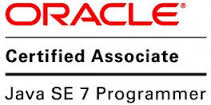 ORACLE
Certified Associate
Java SE 7 Programmer